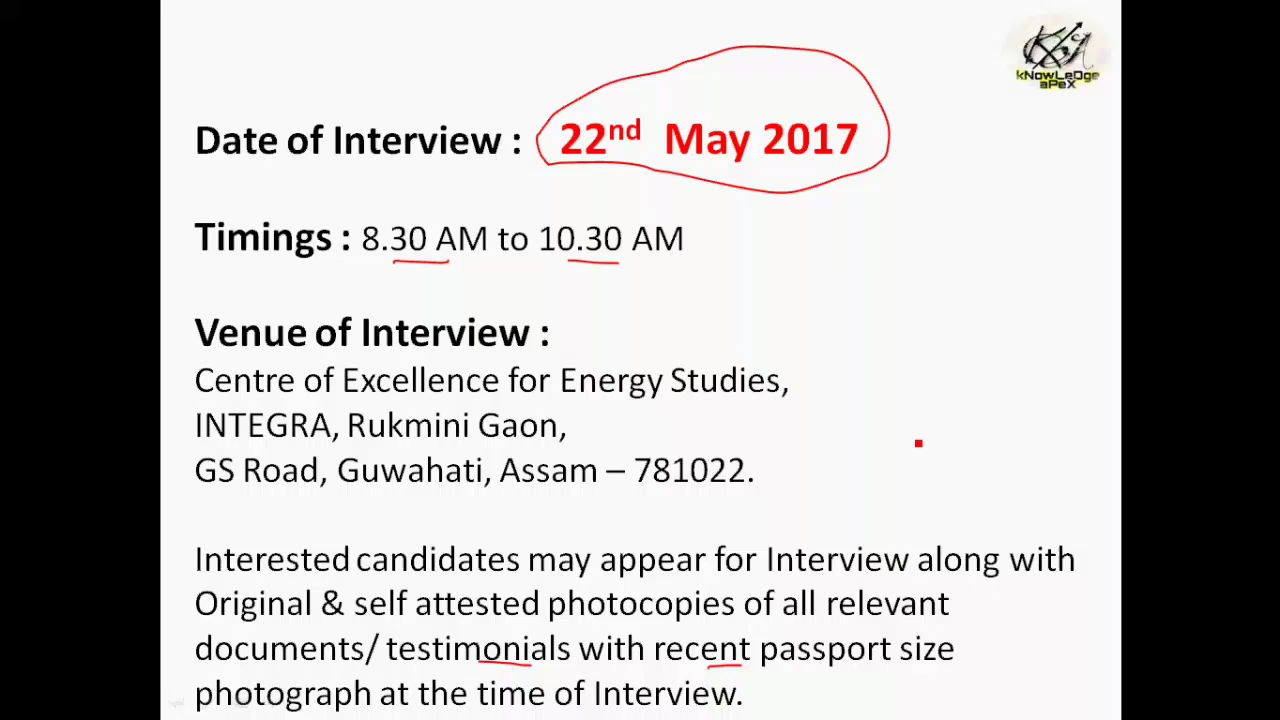 kNowLeDge
aPeX
Date of Interview : 22nd May 2017
Timings : 8.30 AM to 10.30 AM
Venue of Interview :
Centre of Excellence for Energy Studies,
INTEGRA, Rukmini Gaon,
GS Road, Guwahati, Assam – 781022.
Interested candidates may appear for Interview along with
Original & self attested photocopies of all relevant
documents/ testimonials with recent passport size
photograph at the time of Interview.